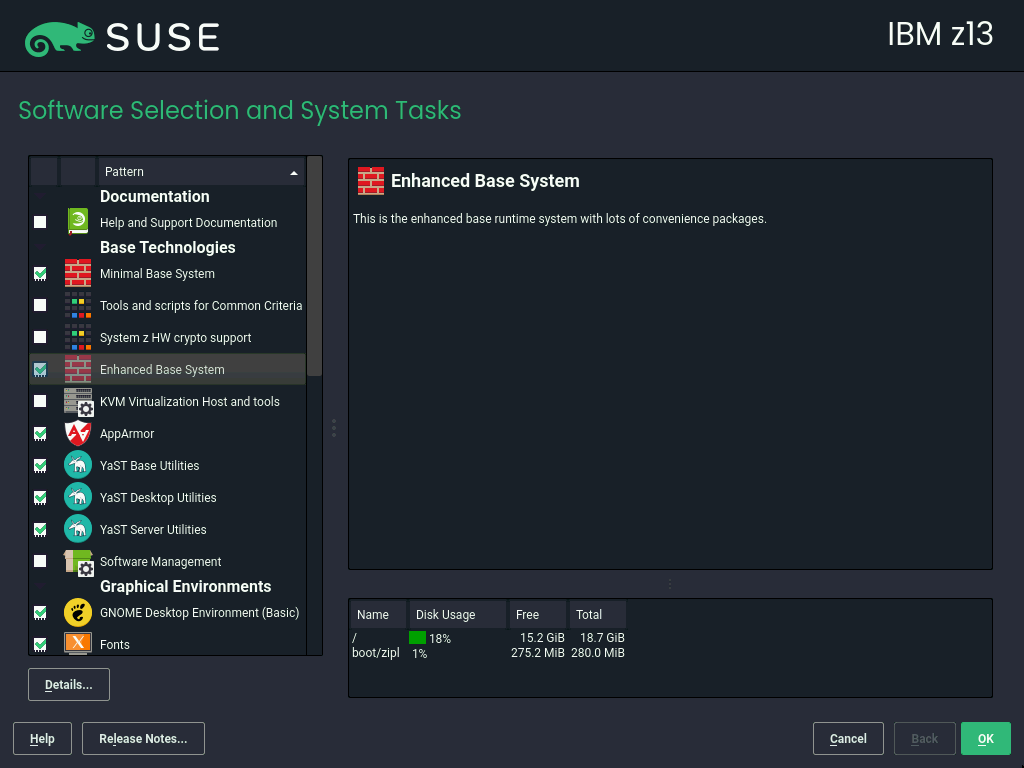 SUSE
IBM z13
Software Selection and System Tasks
Pattern
Documentation
Help and Support Documentation
Base Technologies
Minimal Base System
Tools and scripts for Common Criteria
System z HW crypto support
Enhanced Base System
KVM Virtualization Host and tools
AppArmor
YaST Base Utilities
YaST Desktop Utilities
YaST Server Utilities
Software Management
Graphical Environments
GNOME Desktop Environment (Basic)
X Fonts
Details...
Enhanced Base System
This is the enhanced base runtime system with lots of convenience packages.
Name Disk Usage Free Total
/ 18% 15.2 GiB 18.7 GiB
boot/zipl 1% 275.2 MiB 280.0 MiB
Help Release Notes... Cancel Back OK